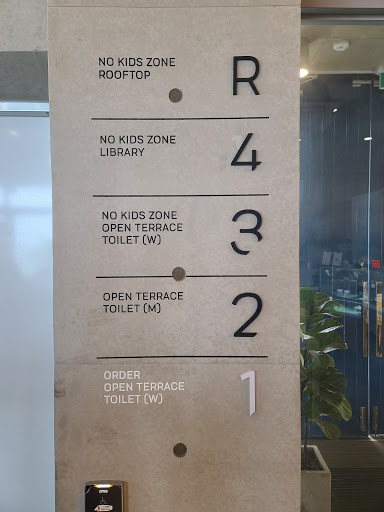 NO KIDS ZONE
ROOFTOP
R
NO KIDS ZONE
LIBRARY
4
NO KIDS ZONE
OPEN TERRACE
TOILET (W)
3
OPEN TERRACE
TOILET (M)
2
ORDER
OPEN TERRACE
TOILET (W)
1